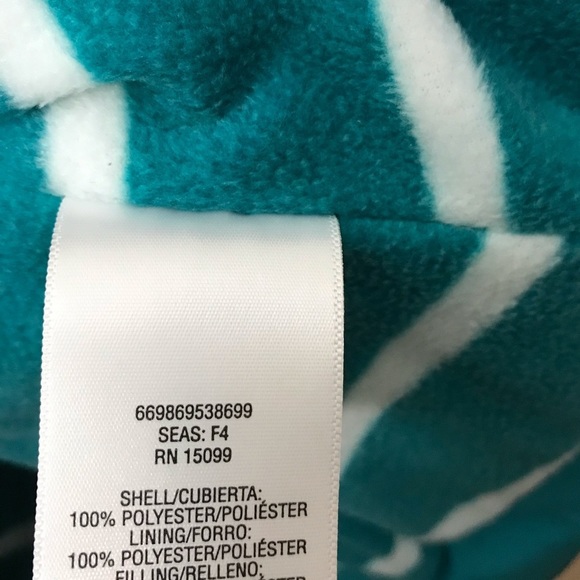 669869538699
SEAS: F4
RN 15099
SHELL/CUBIERTA:
100% POLYESTER/POLIÉSTER
LINING/FORRO:
100% POLYESTER/POLIÉSTER
FILLING/RELLENO: